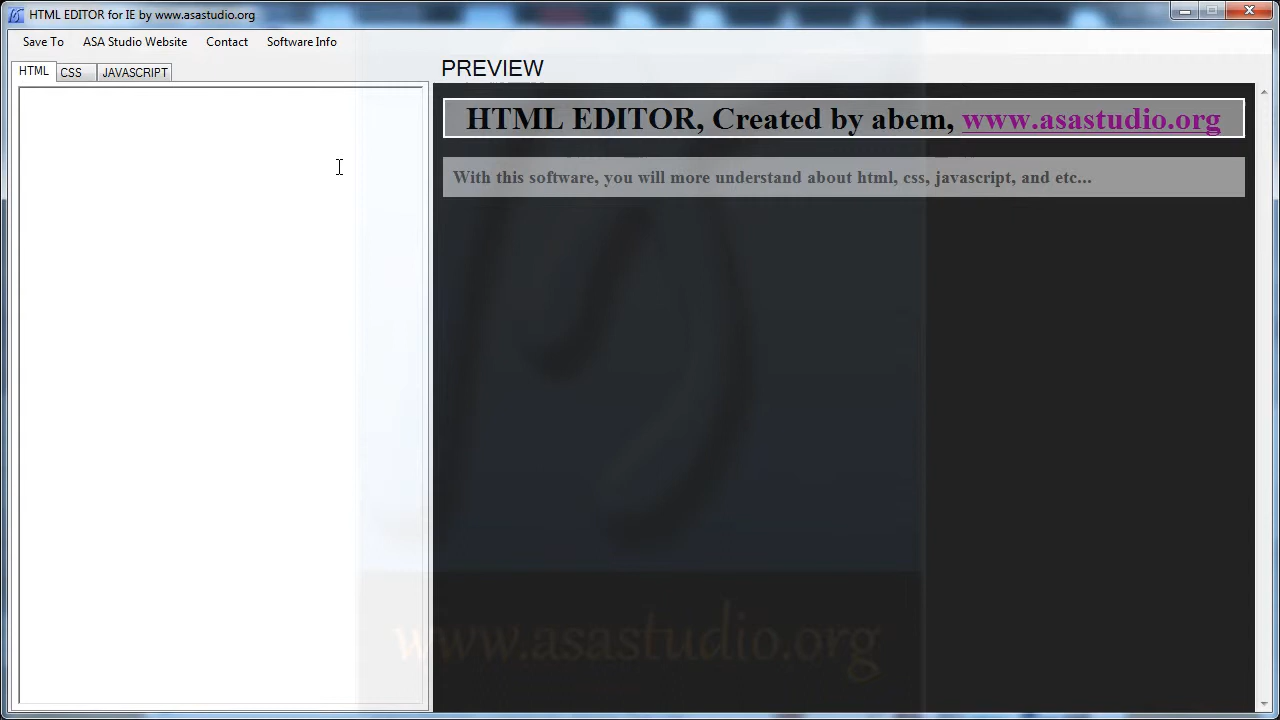 HTML EDITOR for IE by www.asastudio.org
Save To ASA Studio Website Contact Software Info
HTML CSS JAVASCRIPT
PREVIEW
HTML EDITOR, Created by abem, www.asastudio.org
With this software, you will more understand about html, css, javascript, and etc...
www.asastudio.org